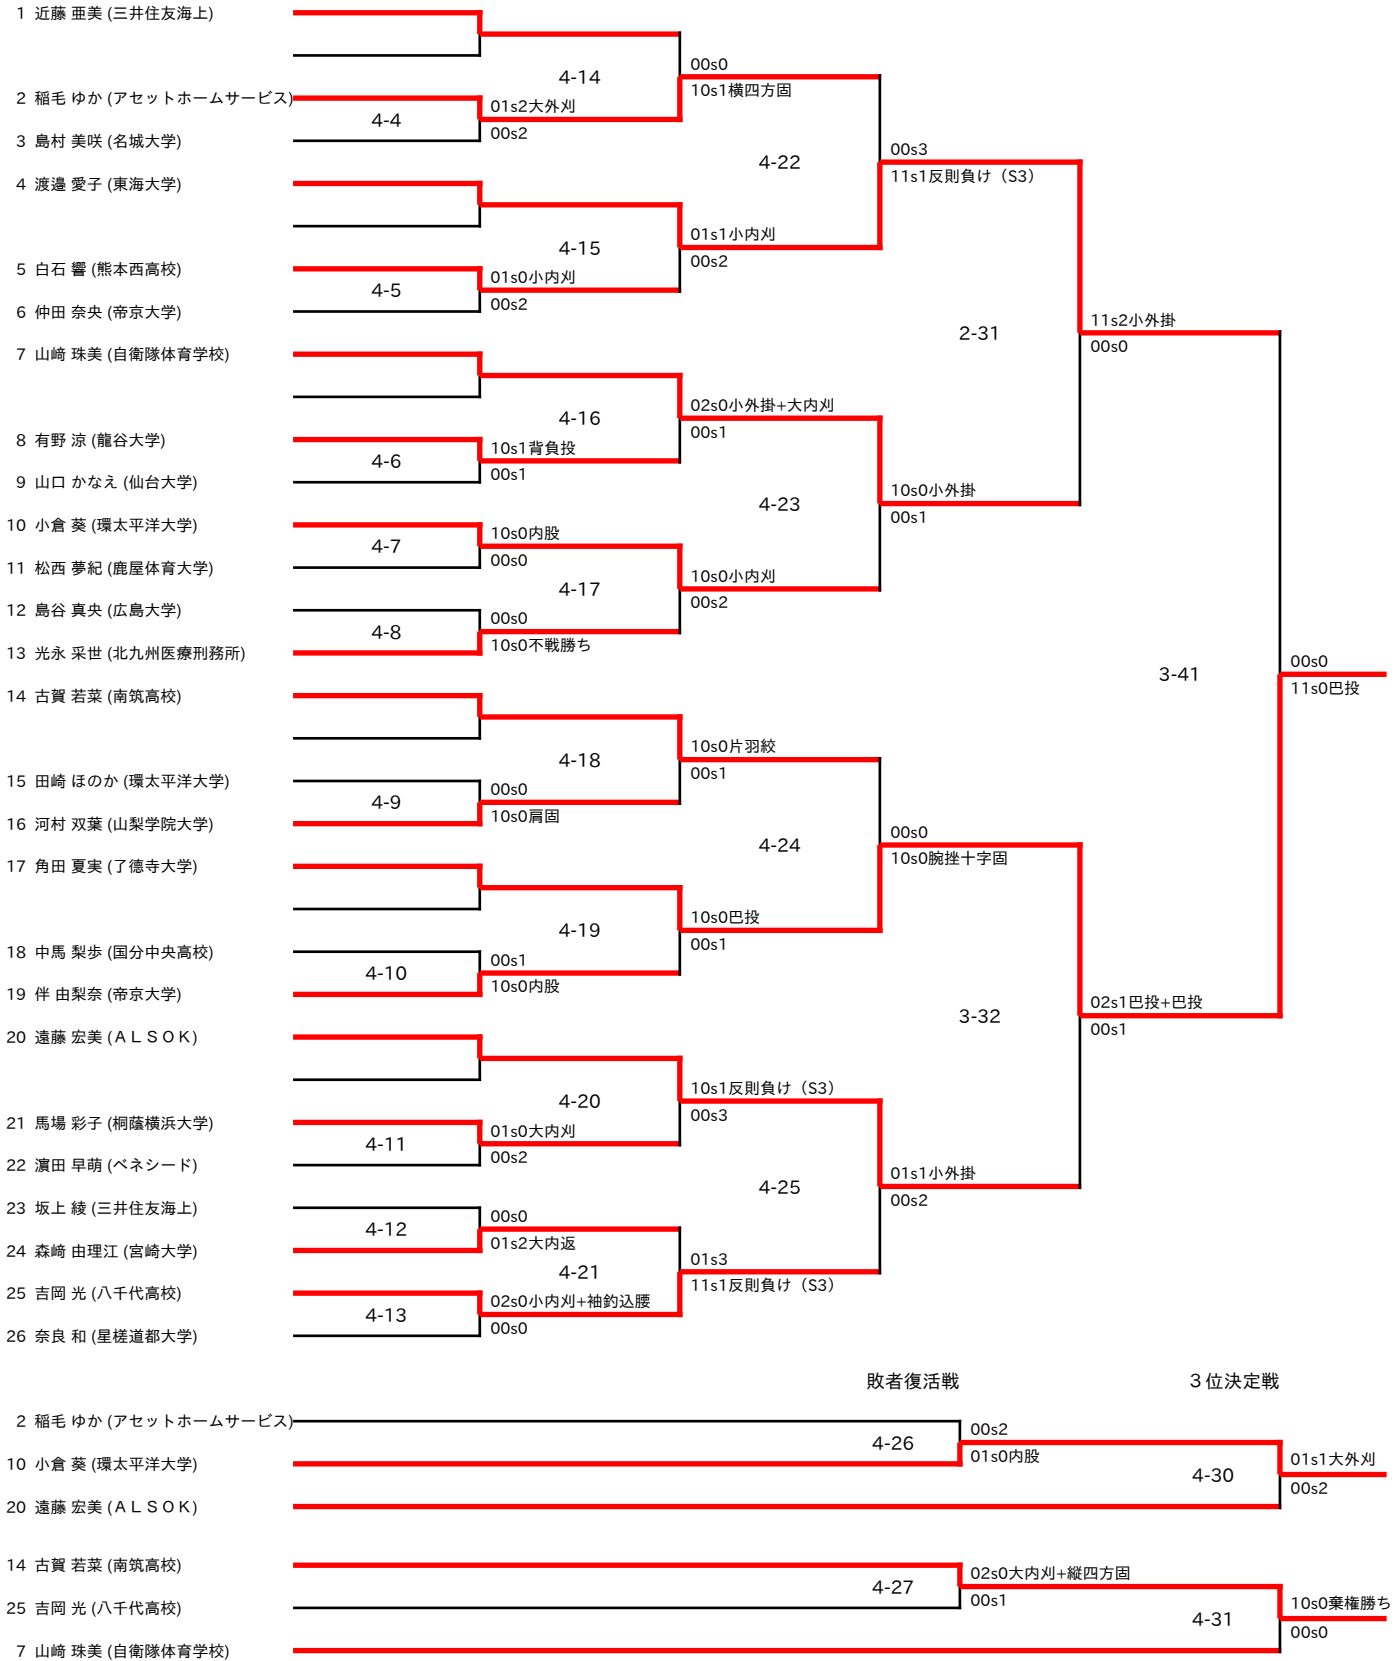 1 近藤 亜美 (三井住友海上)
00s0
4-14
10s1横四方固
2 稲毛 ゆか (アセットホームサービス)
01s2大外刈
4-4
00s2
3 島村 美咲 (名城大学)
00s3
4-22
11s1反則負け（S3）
4 渡邉 愛子 (東海大学)
01s1小内刈
4-15
00s2
5 白石 響 (熊本西高校)
01s0小内刈
4-5
00s2
6 仲田 奈央 (帝京大学)
11s2小外掛
2-31
00s0
7 山﨑 珠美 (自衛隊体育学校)
02s0小外掛+大内刈
4-16
00s1
8 有野 涼 (龍谷大学)
10s1背負投
4-6
00s1
9 山口 かなえ (仙台大学)
10s0小外掛
4-23
00s1
10 小倉 葵 (環太平洋大学)
10s0内股
4-7
00s0
11 松西 夢紀 (鹿屋体育大学)
10s0小内刈
4-17
00s2
12 島谷 真央 (広島大学)
00s0
4-8
10s0不戦勝ち
13 光永 采世 (北九州医療刑務所)
00s0
3-41
11s0巴投
14 古賀 若菜 (南筑高校)
10s0片羽絞
4-18
00s1
15 田崎 ほのか (環太平洋大学)
00s0
4-9
10s0肩固
16 河村 双葉 (山梨学院大学)
00s0
4-24
10s0腕挫十字固
17 角田 夏実 (了德寺大学)
10s0巴投
4-19
00s1
18 中馬 梨歩 (国分中央高校)
00s1
4-10
10s0内股
19 伴 由梨奈 (帝京大学)
02s1巴投+巴投
3-32
00s1
20 遠藤 宏美 (ＡＬＳＯＫ)
10s1反則負け（S3）
4-20
00s3
21 馬場 彩子 (桐蔭横浜大学)
01s0大内刈
4-11
00s2
22 濵田 早萌 (ベネシード)
01s1小外掛
4-25
00s2
23 坂上 綾 (三井住友海上)
00s0
4-12
01s2大内返
24 森﨑 由理江 (宮崎大学)
01s3
4-21
11s1反則負け（S3）
25 吉岡 光 (八千代高校)
02s0小内刈+袖釣込腰
4-13
00s0
26 奈良 和 (星槎道都大学)
敗者復活戦
３位決定戦
2 稲毛 ゆか (アセットホームサービス)
00s2
4-26
01s0内股
10 小倉 葵 (環太平洋大学)
01s1大外刈
4-30
00s2
20 遠藤 宏美 (ＡＬＳＯＫ)
14 古賀 若菜 (南筑高校)
02s0大内刈+縦四方固
4-27
00s1
25 吉岡 光 (八千代高校)
10s0棄権勝ち
4-31
00s0
7 山﨑 珠美 (自衛隊体育学校)